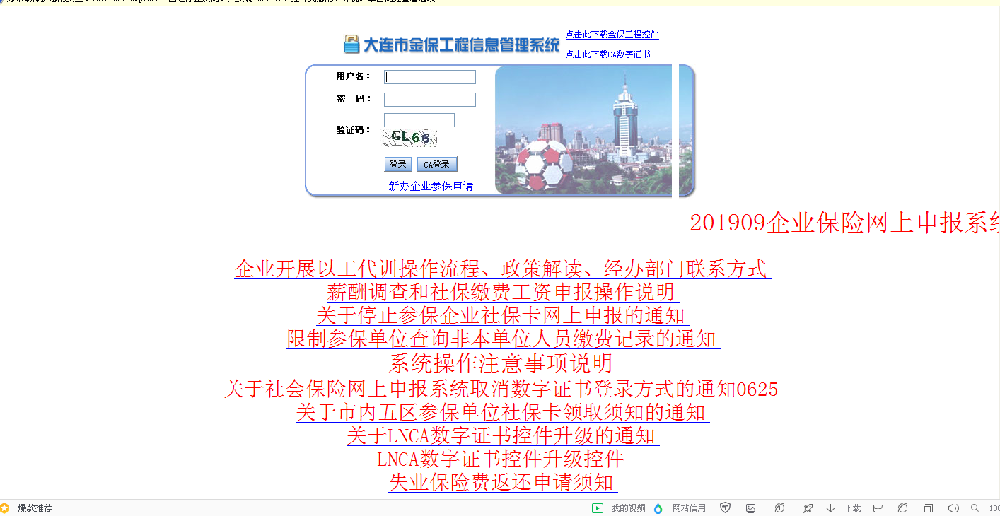 大连市金保工程信息管理系统
点击此下载金保工程控件
点击此下载CA数字证书
用户名：
密 码：
验证码：
GL66
登录 CA登录
新办企业参保申请
201909企业保险网上申报系统
企业开展以工代训操作流程、政策解读、经办部门联系方式
薪酬调查和社保缴费工资申报操作说明
关于停止参保企业社保卡网上申报的通知
限制参保单位查询非本单位人员缴费记录的通知
系统操作注意事项说明
关于社会保险网上申报系统取消数字证书登录方式的通知0625
关于市内五区参保单位社保卡领取须知的通知
关于LNCA数字证书控件升级的通知
LNCA数字证书控件升级控件
失业保险费返还申请须知
爆款推荐 我的视频 网站信用 下载 100